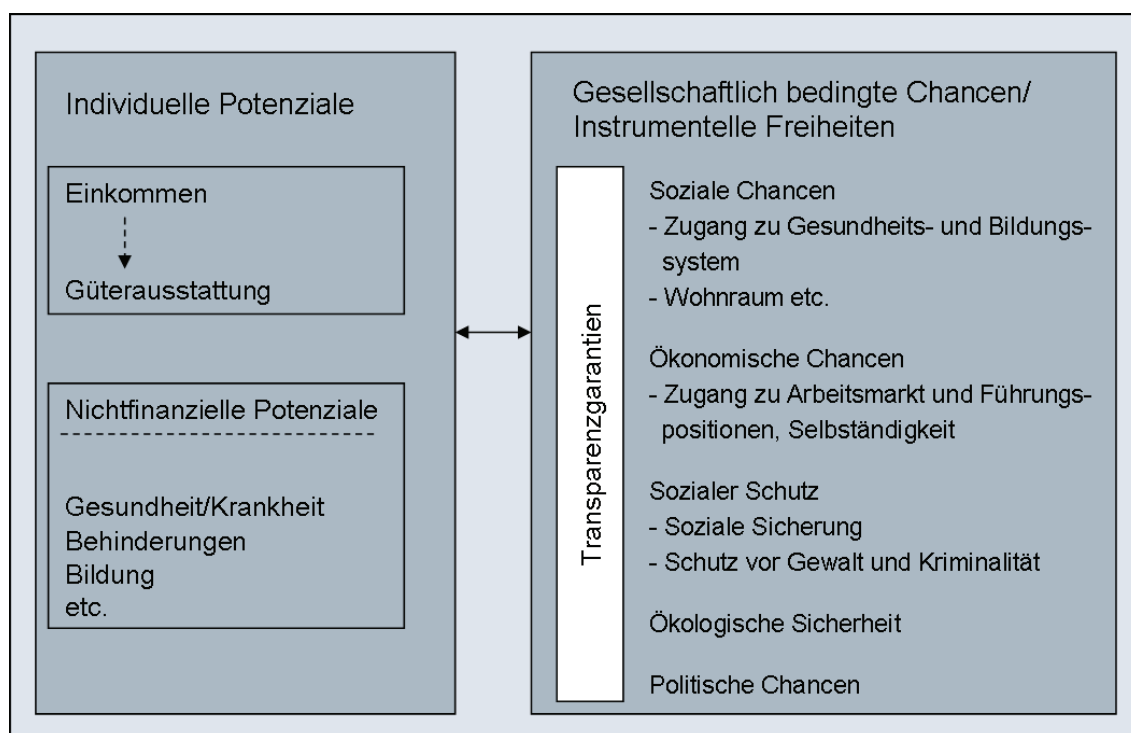 Individuelle Potenziale
Einkommen
Güterausstattung
Nichtfinanzielle Potenziale
Gesundheit/Krankheit
Behinderungen
Bildung
etc.
Gesellschaftlich bedingte Chancen/
Instrumentelle Freiheiten
Transparenzgarantien
Soziale Chancen
- Zugang zu Gesundheits- und Bildungs-
system
- Wohnraum etc.
Ökonomische Chancen
- Zugang zu Arbeitsmarkt und Führungs-
positionen, Selbständigkeit
Sozialer Schutz
- Soziale Sicherung
- Schutz vor Gewalt und Kriminalität
Ökologische Sicherheit
Politische Chancen